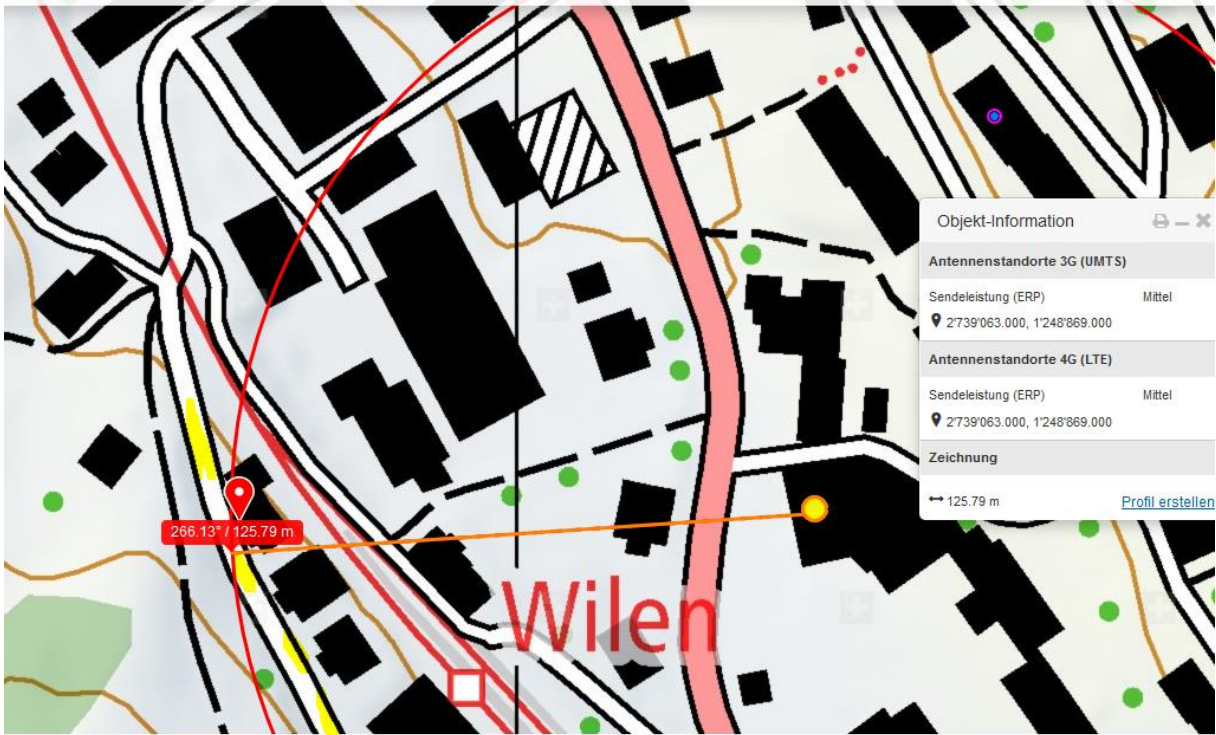 Objekt-Information
Antennenstandorte 3G (UMTS)
Sendeleistung (ERP) Mittel
2'739'063.000, 1'248'869.000
Antennenstandorte 4G (LTE)
Sendeleistung (ERP) Mittel
2'739'063.000, 1'248'869.000
Zeichnung
125.79 m Profil erstellen
266.13° / 125.79 m
Wilen